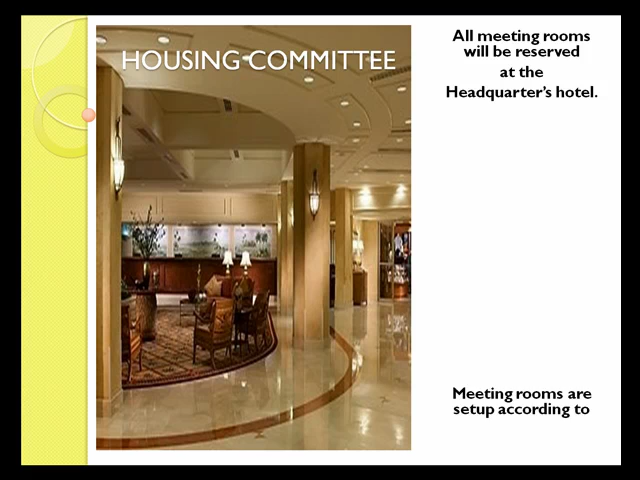 HOUSING COMMITTEE
All meeting rooms
will be reserved
at the
Headquarter's hotel.
Meeting rooms are
setup according to